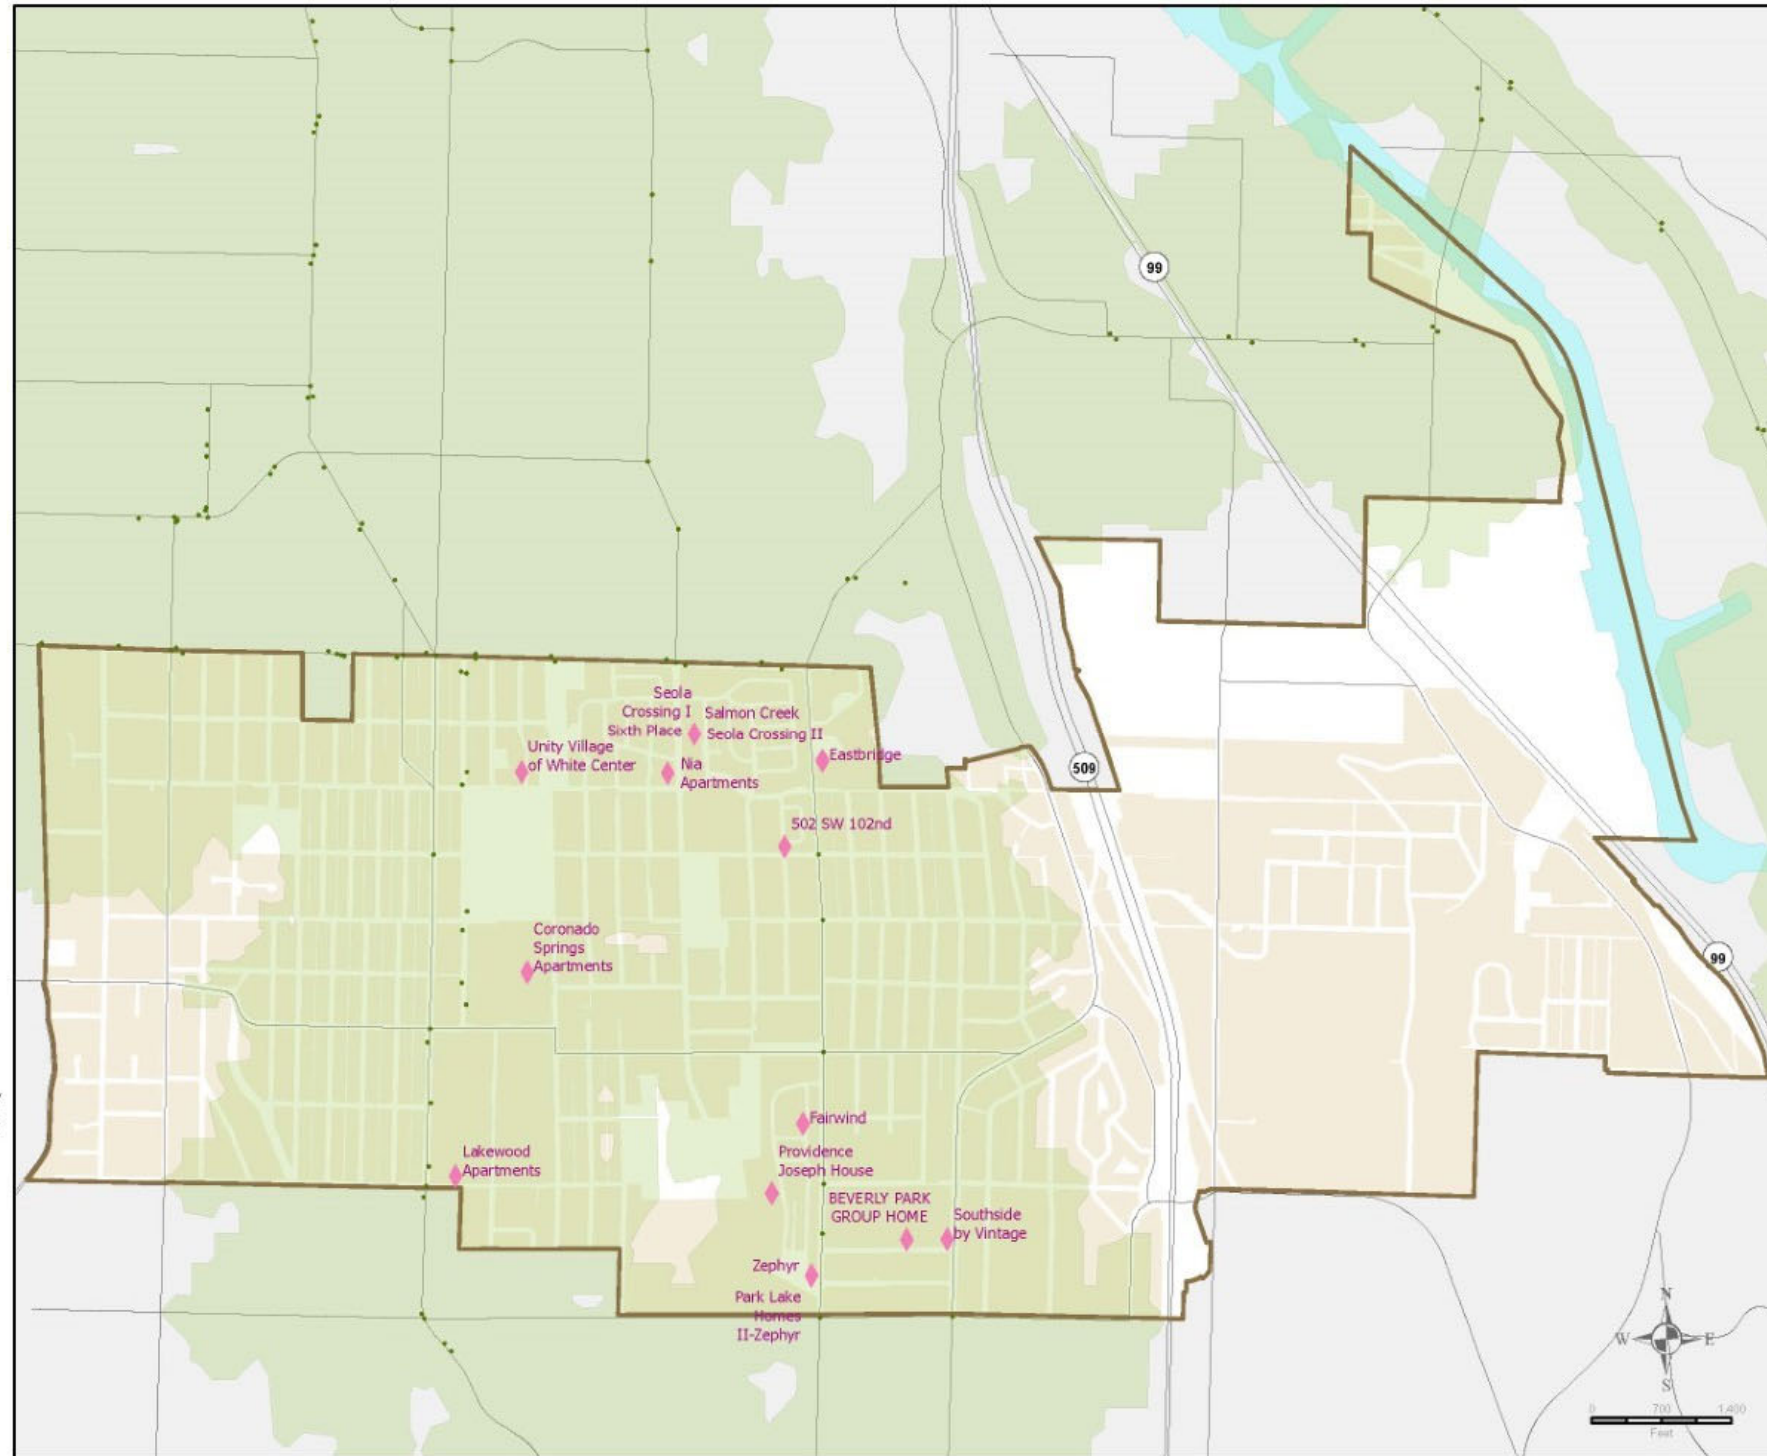 99
Seola
Crossing I
Sixth Place
Salmon Creek
Seola Crossing II
Unity Village
of White Center
Nia
Apartments
Eastbridge
509
502 SW 102nd
Coronado
Springs
Apartments
99
Fairwind
Lakewood
Apartments
Providence
Joseph House
BEVERLY PARK
GROUP HOME
Southside
by Vintage
Zephyr
Park Lake
Homes
II-Zephyr
N
W E
S
0 700 1,400
Feet